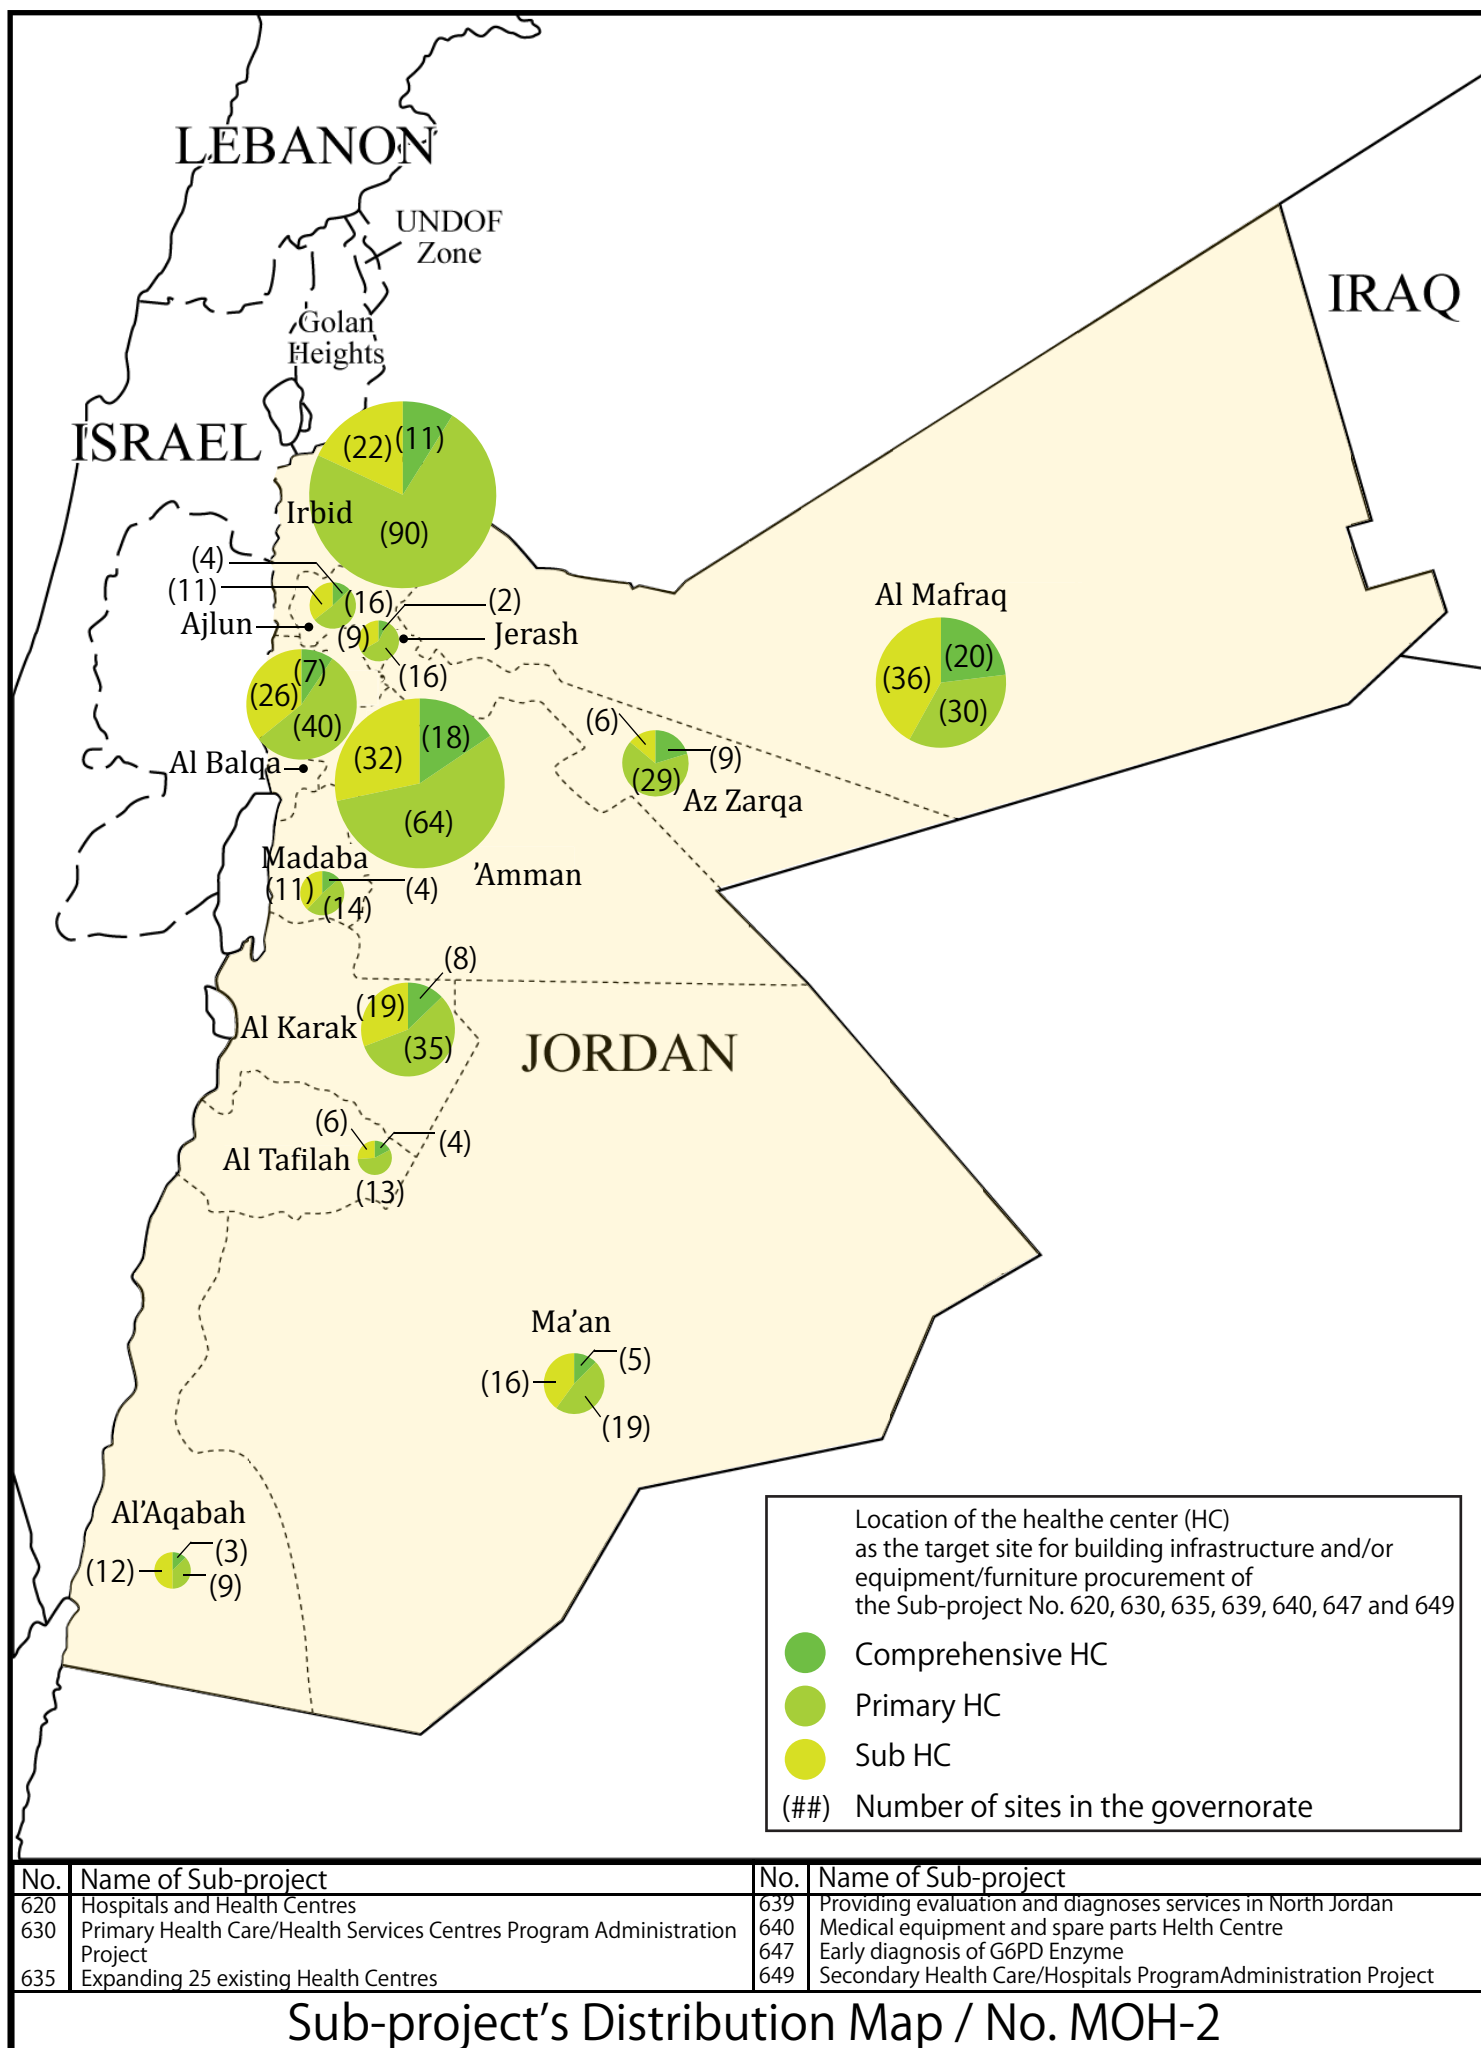 LEBANON
UNDOF
Zone
IRAQ
Golan
Heights
ISRAEL
(22)
(11)
Irbid
(90)
(4)
(11)
(16)
Ajlun
(2)
(9)
Jerash
(16)
Al Mafraq
(20)
(36)
(30)
(7)
(26)
(40)
Al Balqa
(18)
(32)
(64)
'Amman
(6)
(9)
(29)
Az Zarqa
Madaba
(11)
(4)
(14)
(8)
(19)
Al Karak
(35)
JORDAN
(6)
(4)
Al Tafilah
(13)
Ma’an
(5)
(16)
(19)
Al’Aqabah
(3)
(12)
(9)
Location of the healthe center (HC)
as the target site for building infrastructure and/or
equipment/furniture procurement of
the Sub-project No. 620, 630, 635, 639, 640, 647 and 649
Comprehensive HC
Primary HC
Sub HC
(##) Number of sites in the governorate
No. Name of Sub-project
620 Hospitals and Health Centres
630 Primary Health Care/Health Services Centres Program Administration
Project
635 Expanding 25 existing Health Centres
No. Name of Sub-project
639 Providing evaluation and diagnoses services in North Jordan
640 Medical equipment and spare parts Helth Centre
647 Early diagnosis of G6PD Enzyme
649 Secondary Health Care/Hospitals ProgramAdministration Project
Sub-project’s Distribution Map / No. MOH-2